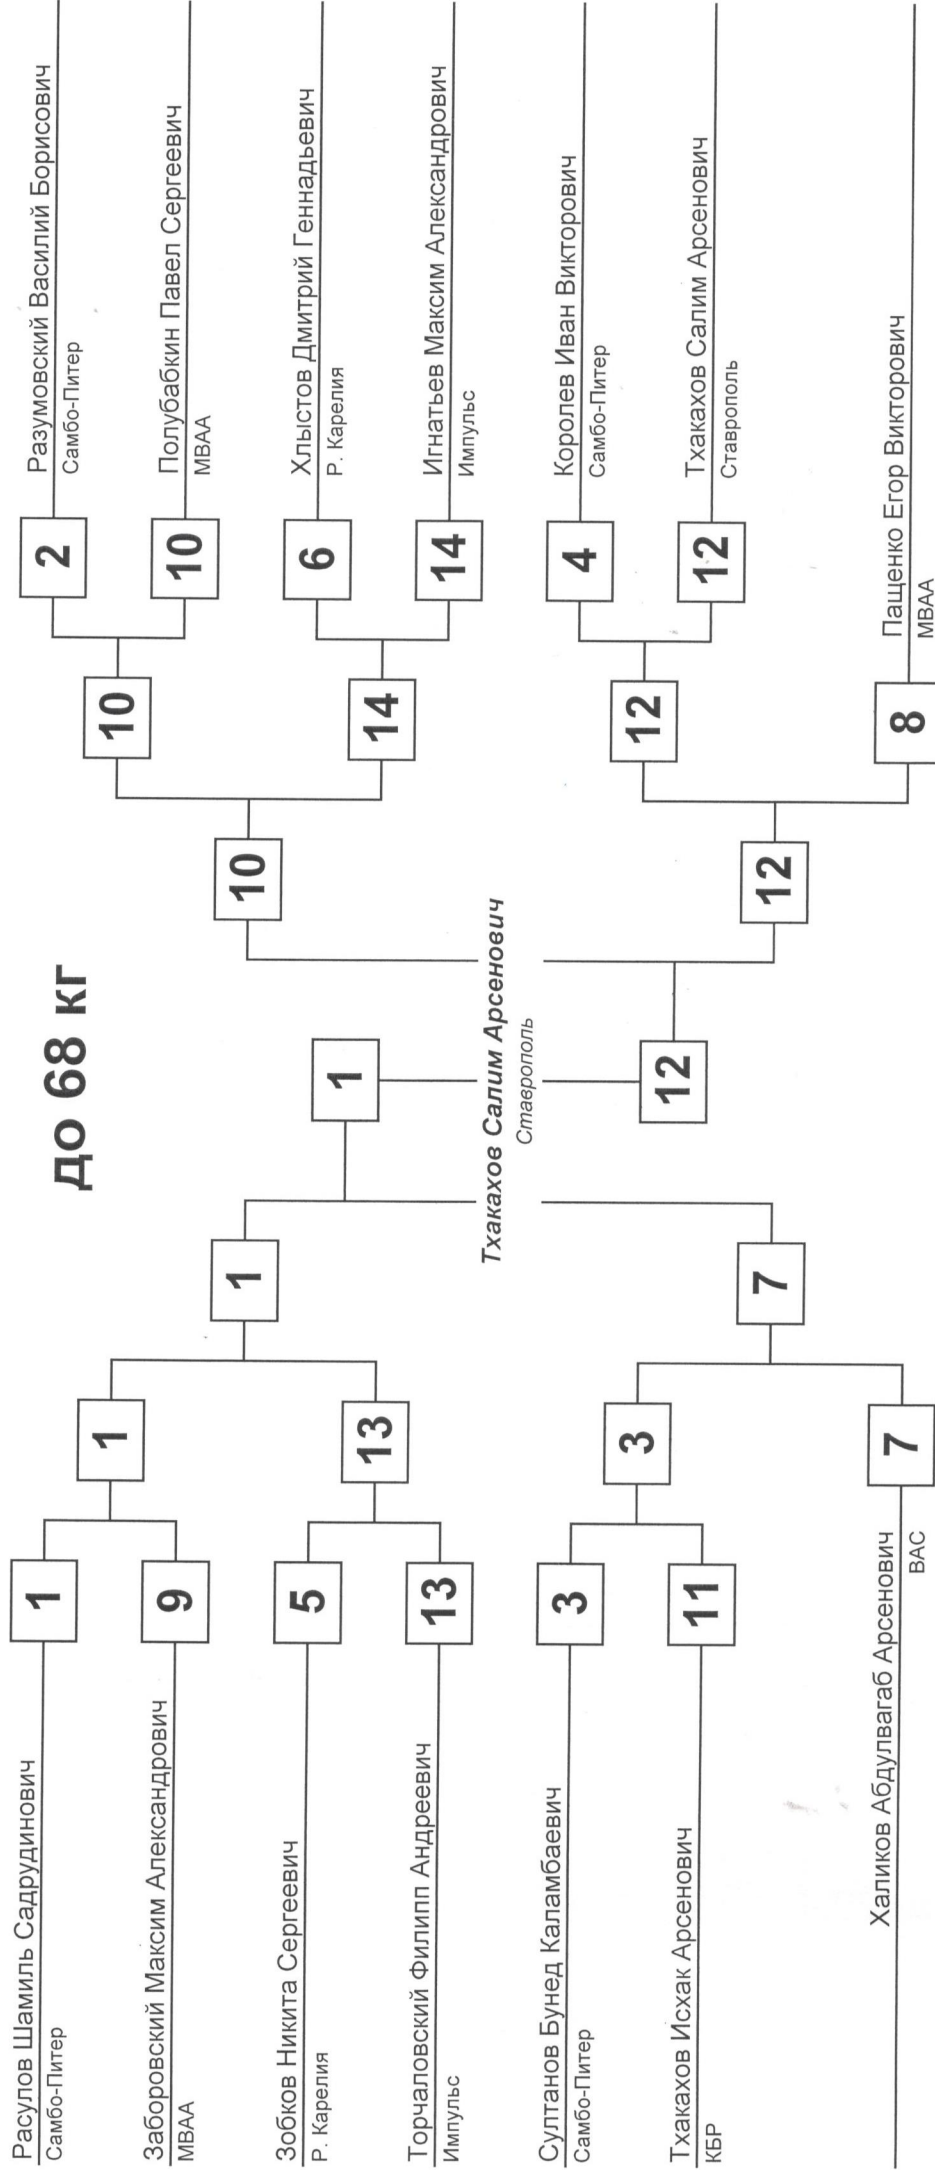 до 68 кг
Расулов Шамиль Садрудинович
Самбо-Питер
1
Заборовский Максим Александрович
МВАА
9
1
Зобков Никита Сергеевич
Р. Карелия
5
Торчаловский Филипп Андреевич
Импульс
13
13
1
Султанов Бунед Каламбаевич
Самбо-Питер
3
Тхакахов Исхак Арсенович
КБР
11
3
Халиков Абдулвагаб Арсенович
ВАС
7
7
1
Тхакахов Салим Арсенович
Ставрополь
12
10
12
10
14
12
2
Разумовский Василий Борисович
Самбо-Питер
10
Полубабкин Павел Сергеевич
МВАА
6
Хлыстов Дмитрий Геннадьевич
Р. Карелия
14
Игнатьев Максим Александрович
Импульс
4
Королев Иван Викторович
Самбо-Питер
12
Тхакахов Салим Арсенович
Ставрополь
8
Пащенко Егор Викторович
МВАА